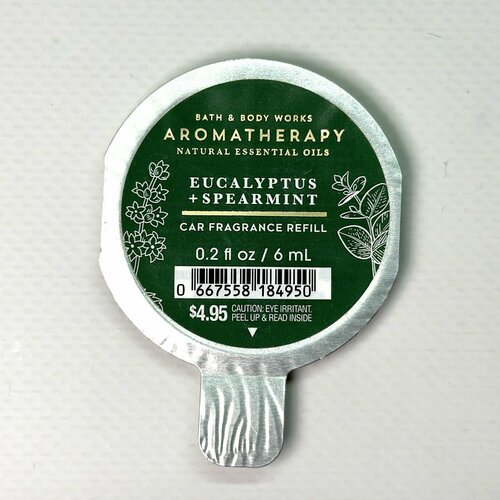 BATH & BODY WORKS
AROMATHERAPY
NATURAL ESSENTIAL OILS
EUCALYPTUS
+ SPEARMINT
CAR FRAGRANCE REFILL
0.2 fl oz / 6 mL
0 667558 184950
$4.95 CAUTION: EYE IRRITANT.
PEEL UP & READ INSIDE